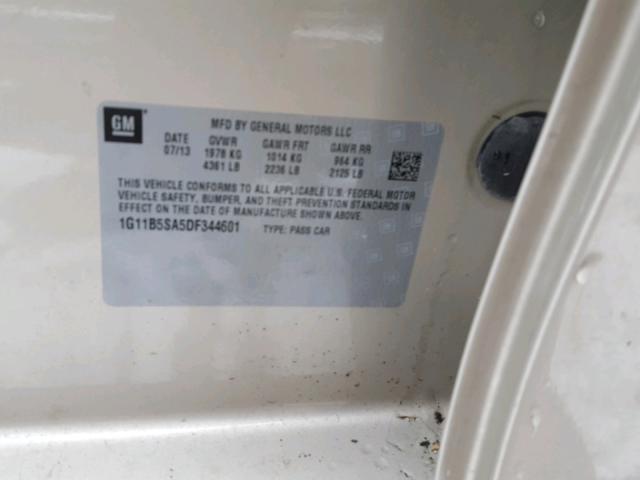 GM
MFD BY GENERAL MOTORS LLC
DATE GVWR GAWR FRT GAWR RR
07/13 1978 KG 1014 KG 964 KG
4361 LB 2236 LB 2125 LB
THIS VEHICLE CONFORMS TO ALL APPLICABLE U.S. FEDERAL MOTOR
VEHICLE SAFETY, BUMPER, AND THEFT PREVENTION STANDARDS IN
EFFECT ON THE DATE OF MANUFACTURE SHOWN ABOVE.
1G11B5SA5DF344601 TYPE: PASS CAR